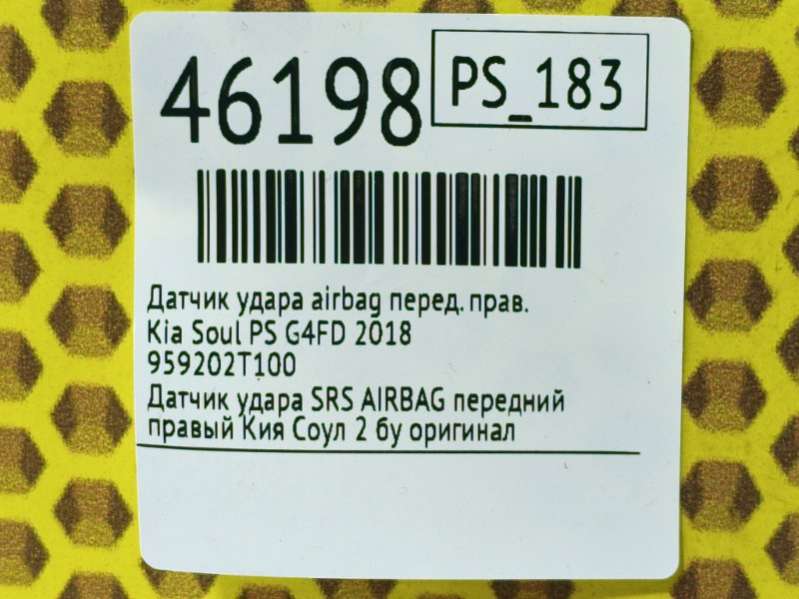 46198
PS_183
Датчик удара airbag перед. прав.
Kia Soul PS G4FD 2018
959202T100
Датчик удара SRS AIRBAG передний
правый Кия Соул 2 бу оригинал